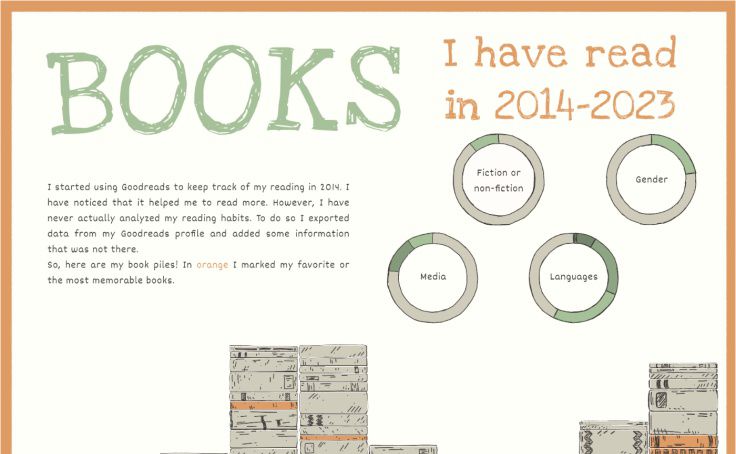 BOOKS
I have read
in 2014-2023
I started using Goodreads to keep track of my reading in 2014. I
have noticed that it helped me to read more. However, I have
never actually analyzed my reading habits. To do so I exported
data from my Goodreads profile and added some information
that was not there.
So, here are my book piles! In orange I marked my favorite or
the most memorable books.
Fiction or
non-fiction
Gender
Media
Languages